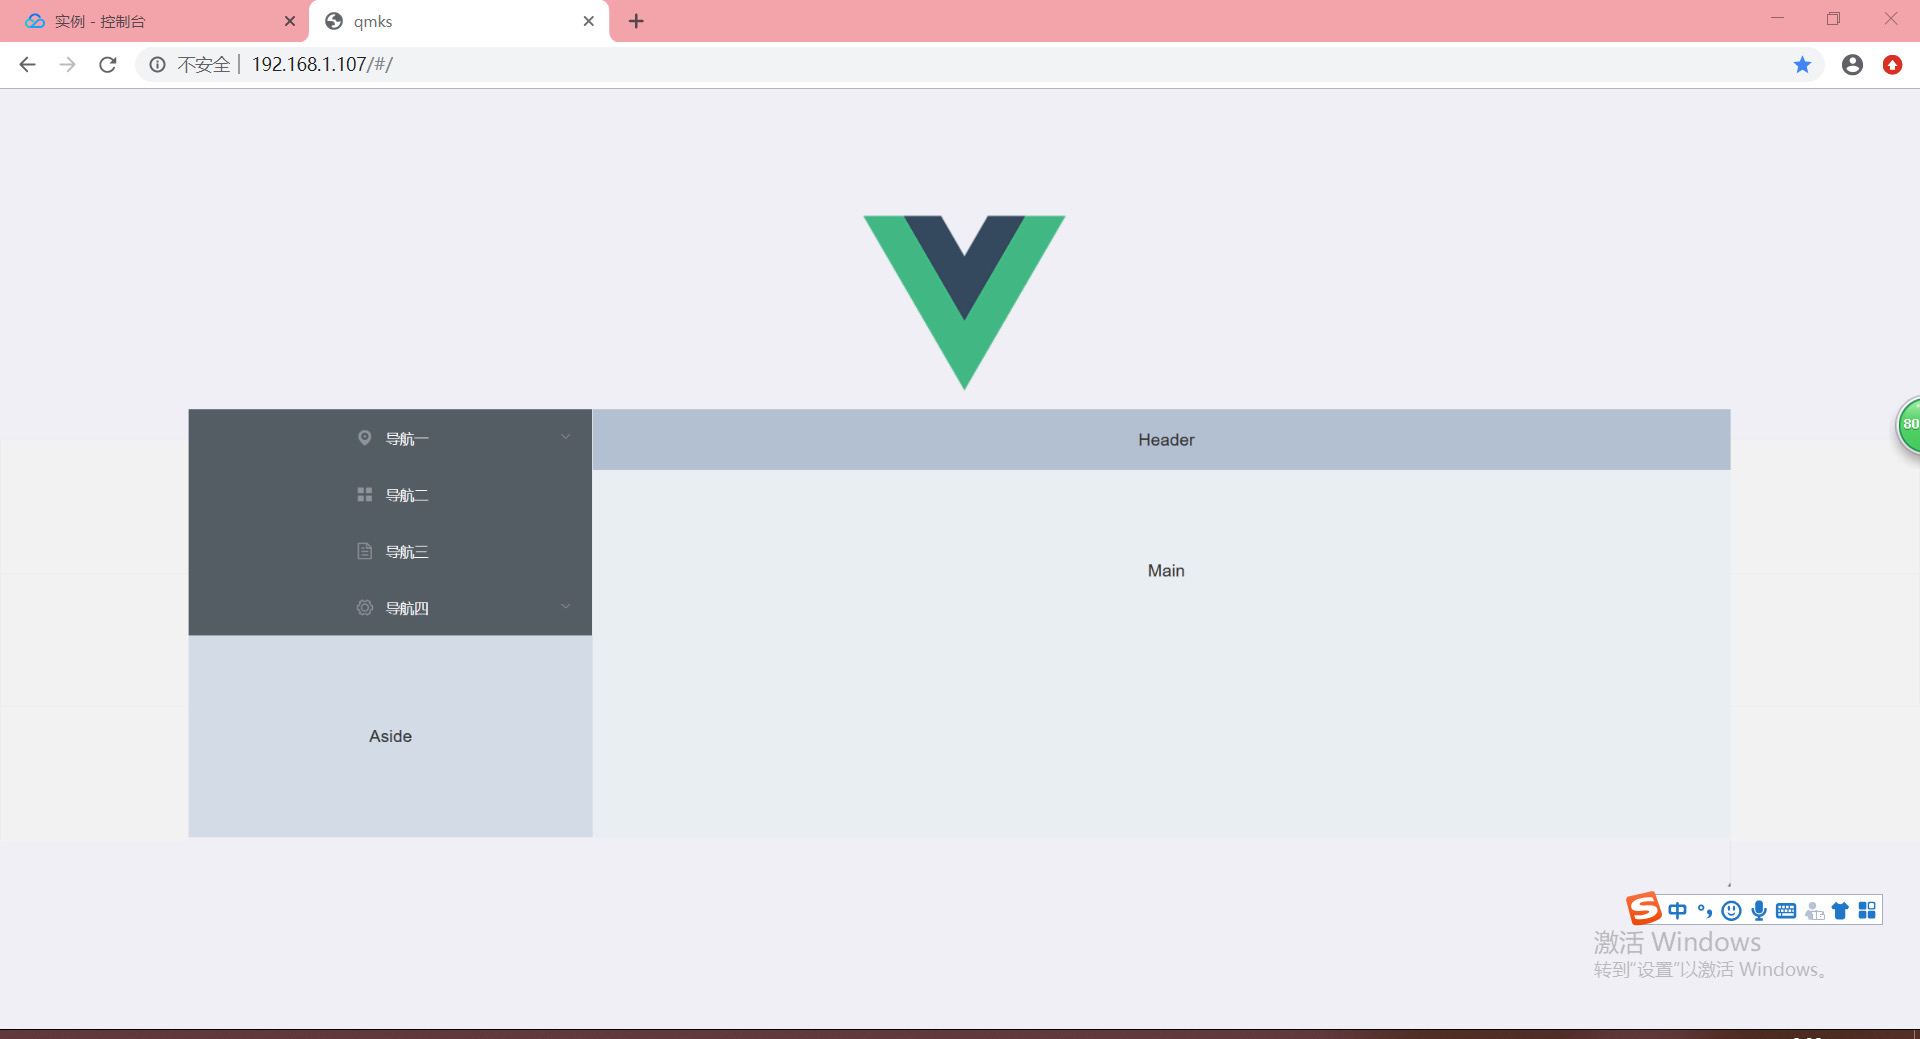 实例 - 控制台
qmks
不安全
192.168.1.107/#/
导航一
导航二
导航三
导航四
Header
Main
Aside
80
中
激活 Windows
转到“设置”以激活 Windows。